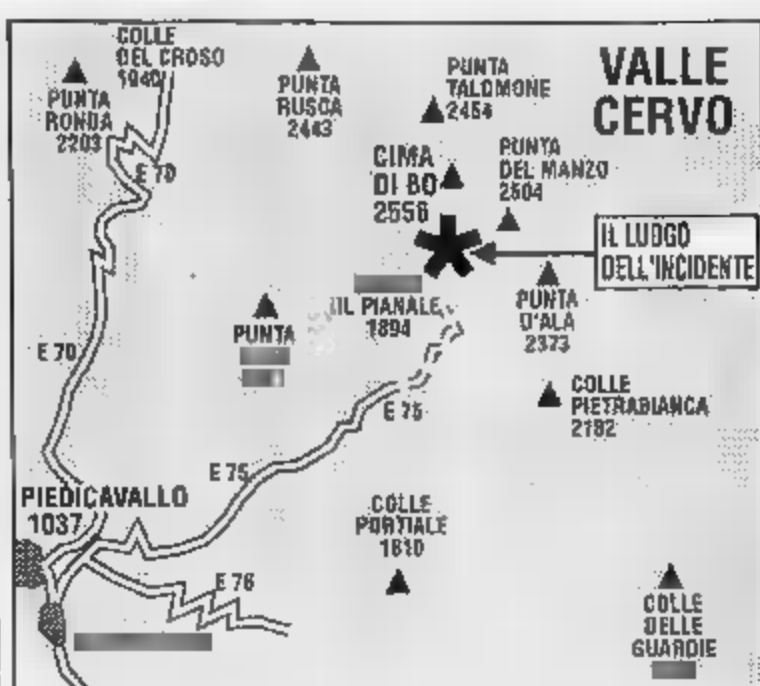 COLLE
DEL CROSO
1940
PUNTA
RONDA
2203
PUNTA
RUSCA
2443
PUNTA
TALOMONE
2464
VALLE
CERVO
CIMA
DI BO
2556
PUNTA
DEL MANZO
2504
E 70
IL LUOGO
DELL'INCIDENTE
IL PIANALE
1894
PUNTA
D'ALA
2373
PUNTA
E 70
COLLE
PIETRABIANCA
2192
E 75
E 75
PIEDICAVALLO
1037
COLLE
PORTIALE
1810
E 76
COLLE
DELLE
GUARDIE